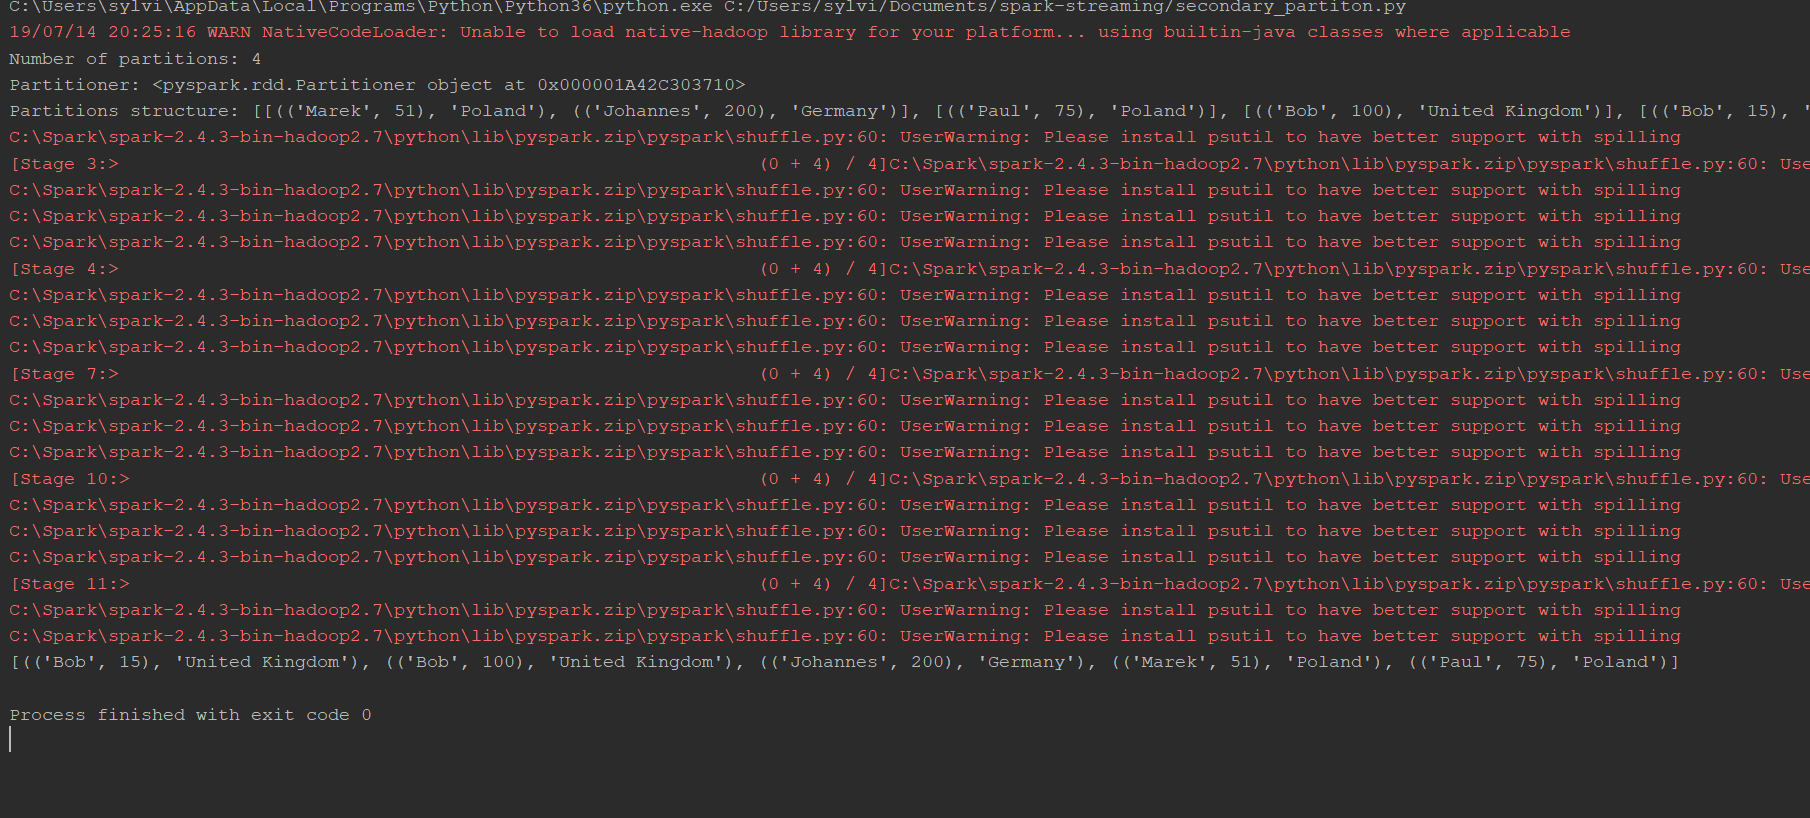 C:\Users\sylvi\AppData\Local\Programs\Python\Python36\python.exe C:/Users/sylvi/Documents/spark-streaming/secondary_partiton.py
19/07/14 20:25:16 WARN NativeCodeLoader: Unable to load native-hadoop library for your platform... using builtin-java classes where applicable
Number of partitions: 4
Partitioner: <pyspark.rdd.Partitioner object at 0x000001A42C303710>
Partitions structure: [[(('Marek', 51), 'Poland'), (('Johannes', 200), 'Germany')], [(('Paul', 75), 'Poland')], [(('Bob', 100), 'United Kingdom')], [(('Bob', 15), '
C:\Spark\spark-2.4.3-bin-hadoop2.7\python\lib\pyspark.zip\pyspark\shuffle.py:60: UserWarning: Please install psutil to have better support with spilling
[Stage 3:> (0 + 4) / 4]C:\Spark\spark-2.4.3-bin-hadoop2.7\python\lib\pyspark.zip\pyspark\shuffle.py:60: Use
C:\Spark\spark-2.4.3-bin-hadoop2.7\python\lib\pyspark.zip\pyspark\shuffle.py:60: UserWarning: Please install psutil to have better support with spilling
C:\Spark\spark-2.4.3-bin-hadoop2.7\python\lib\pyspark.zip\pyspark\shuffle.py:60: UserWarning: Please install psutil to have better support with spilling
C:\Spark\spark-2.4.3-bin-hadoop2.7\python\lib\pyspark.zip\pyspark\shuffle.py:60: UserWarning: Please install psutil to have better support with spilling
[Stage 4:> (0 + 4) / 4]C:\Spark\spark-2.4.3-bin-hadoop2.7\python\lib\pyspark.zip\pyspark\shuffle.py:60: Use
C:\Spark\spark-2.4.3-bin-hadoop2.7\python\lib\pyspark.zip\pyspark\shuffle.py:60: UserWarning: Please install psutil to have better support with spilling
C:\Spark\spark-2.4.3-bin-hadoop2.7\python\lib\pyspark.zip\pyspark\shuffle.py:60: UserWarning: Please install psutil to have better support with spilling
C:\Spark\spark-2.4.3-bin-hadoop2.7\python\lib\pyspark.zip\pyspark\shuffle.py:60: UserWarning: Please install psutil to have better support with spilling
[Stage 7:> (0 + 4) / 4]C:\Spark\spark-2.4.3-bin-hadoop2.7\python\lib\pyspark.zip\pyspark\shuffle.py:60: Use
C:\Spark\spark-2.4.3-bin-hadoop2.7\python\lib\pyspark.zip\pyspark\shuffle.py:60: UserWarning: Please install psutil to have better support with spilling
C:\Spark\spark-2.4.3-bin-hadoop2.7\python\lib\pyspark.zip\pyspark\shuffle.py:60: UserWarning: Please install psutil to have better support with spilling
C:\Spark\spark-2.4.3-bin-hadoop2.7\python\lib\pyspark.zip\pyspark\shuffle.py:60: UserWarning: Please install psutil to have better support with spilling
[Stage 10:> (0 + 4) / 4]C:\Spark\spark-2.4.3-bin-hadoop2.7\python\lib\pyspark.zip\pyspark\shuffle.py:60: Use
C:\Spark\spark-2.4.3-bin-hadoop2.7\python\lib\pyspark.zip\pyspark\shuffle.py:60: UserWarning: Please install psutil to have better support with spilling
C:\Spark\spark-2.4.3-bin-hadoop2.7\python\lib\pyspark.zip\pyspark\shuffle.py:60: UserWarning: Please install psutil to have better support with spilling
C:\Spark\spark-2.4.3-bin-hadoop2.7\python\lib\pyspark.zip\pyspark\shuffle.py:60: UserWarning: Please install psutil to have better support with spilling
[Stage 11:> (0 + 4) / 4]C:\Spark\spark-2.4.3-bin-hadoop2.7\python\lib\pyspark.zip\pyspark\shuffle.py:60: Use
C:\Spark\spark-2.4.3-bin-hadoop2.7\python\lib\pyspark.zip\pyspark\shuffle.py:60: UserWarning: Please install psutil to have better support with spilling
C:\Spark\spark-2.4.3-bin-hadoop2.7\python\lib\pyspark.zip\pyspark\shuffle.py:60: UserWarning: Please install psutil to have better support with spilling
[(('Bob', 15), 'United Kingdom'), (('Bob', 100), 'United Kingdom'), (('Johannes', 200), 'Germany'), (('Marek', 51), 'Poland'), (('Paul', 75), 'Poland')]
Process finished with exit code 0